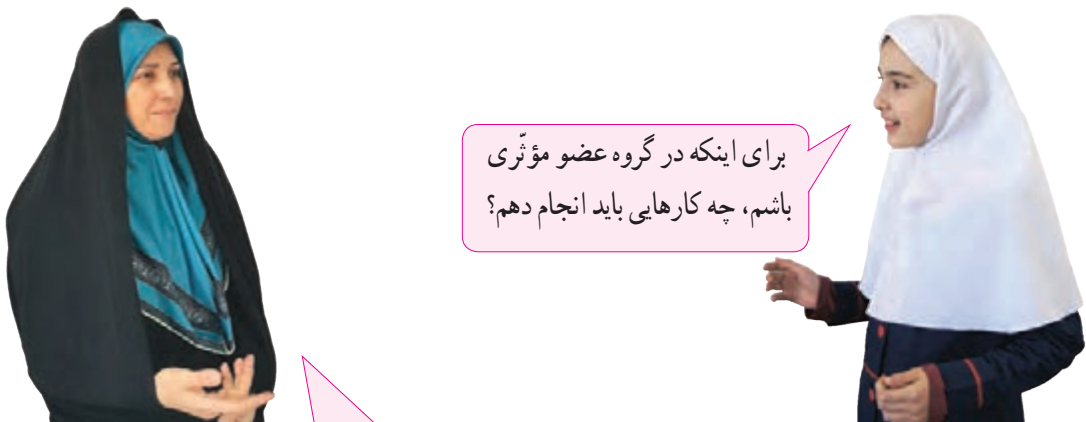 برای اینکه در گروه عضو مؤثّری
باشم، چه کارهایی باید انجام دهم؟